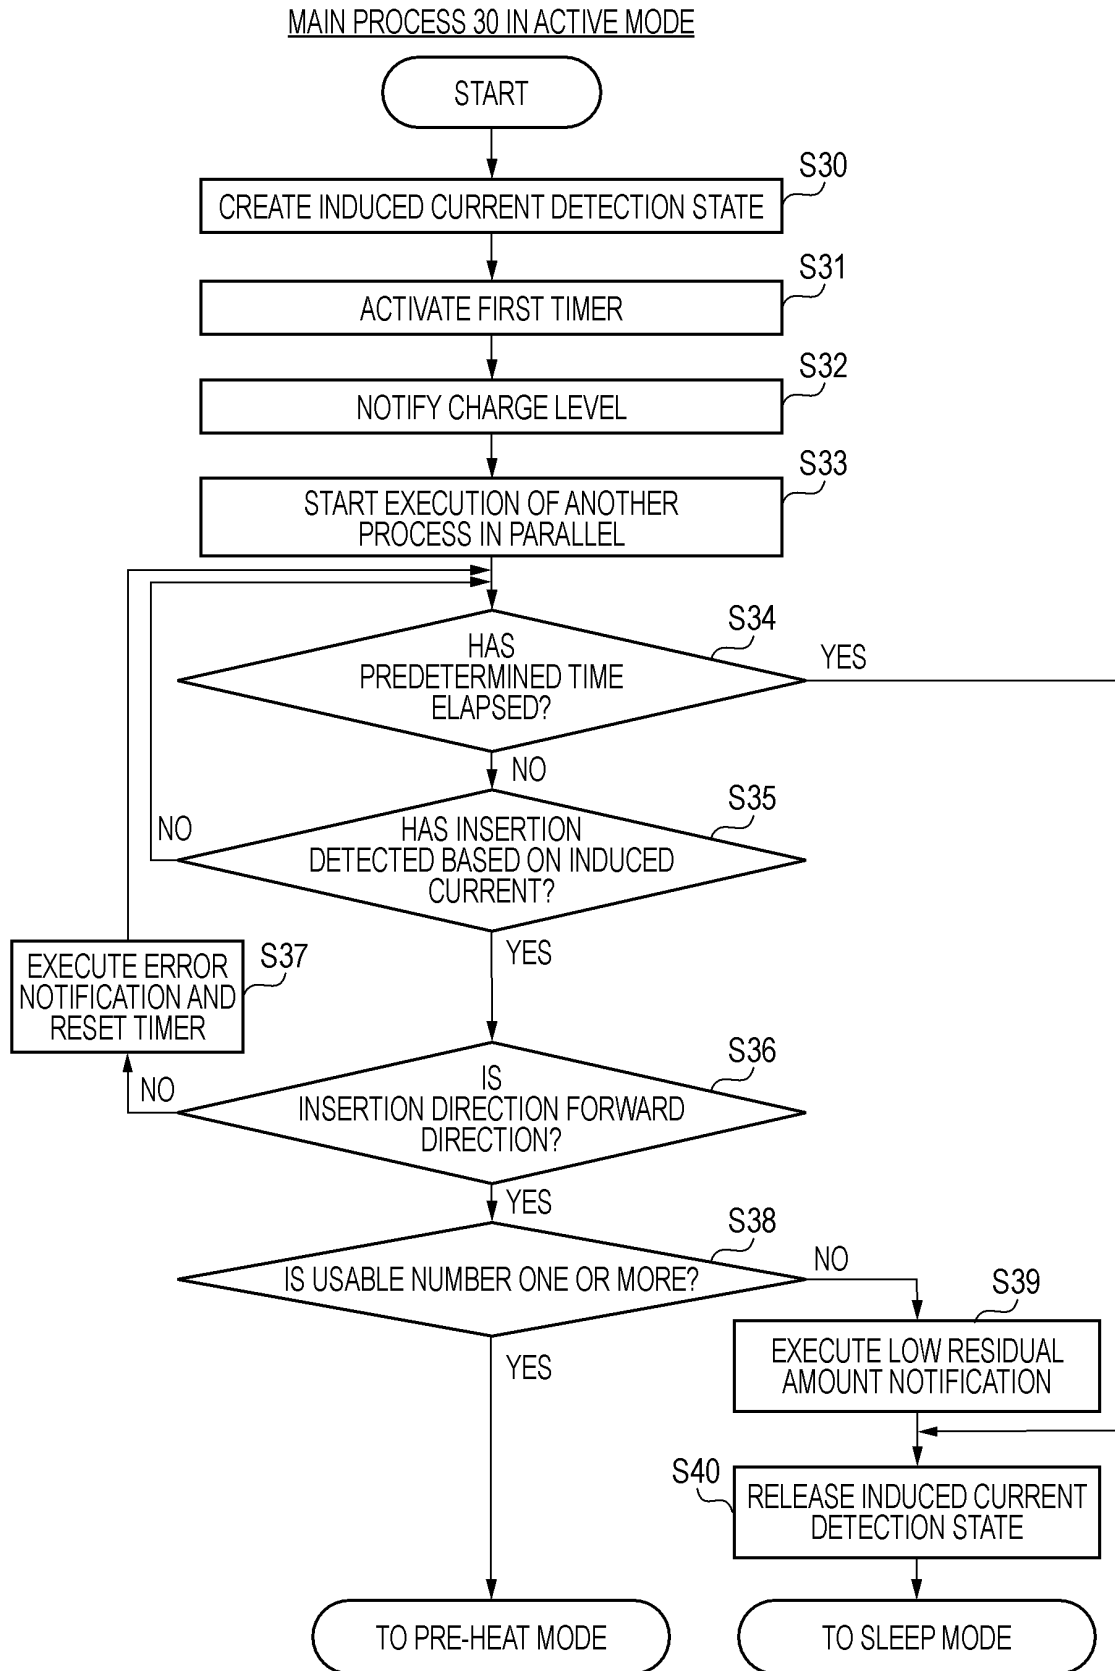 MAIN PROCESS 30 IN ACTIVE MODE
START
S30
CREATE INDUCED CURRENT DETECTION STATE
S31
ACTIVATE FIRST TIMER
S32
NOTIFY CHARGE LEVEL
S33
START EXECUTION OF ANOTHER
PROCESS IN PARALLEL
S34
HAS
PREDETERMINED TIME
ELAPSED?
YES
NO
S35
HAS INSERTION
DETECTED BASED ON INDUCED
CURRENT?
NO
YES
S37
EXECUTE ERROR
NOTIFICATION AND
RESET TIMER
S36
IS
INSERTION DIRECTION FORWARD
DIRECTION?
NO
YES
S38
IS USABLE NUMBER ONE OR MORE?
NO
YES
S39
EXECUTE LOW RESIDUAL
AMOUNT NOTIFICATION
S40
RELEASE INDUCED CURRENT
DETECTION STATE
TO PRE-HEAT MODE
TO SLEEP MODE